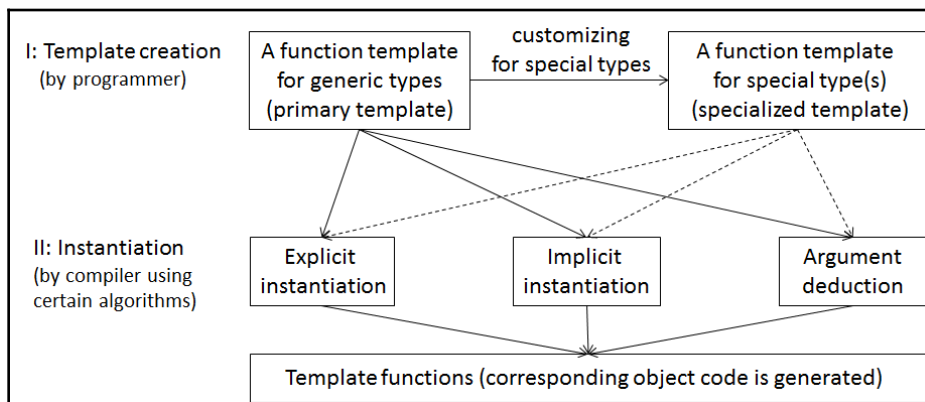 I: Template creation
(by programmer)
A function template
for generic types
(primary template)
customizing
for special types
A function template
for special type(s)
(specialized template)
II: Instantiation
(by compiler using
certain algorithms)
Explicit
instantiation
Implicit
instantiation
Argument
deduction
Template functions (corresponding object code is generated)